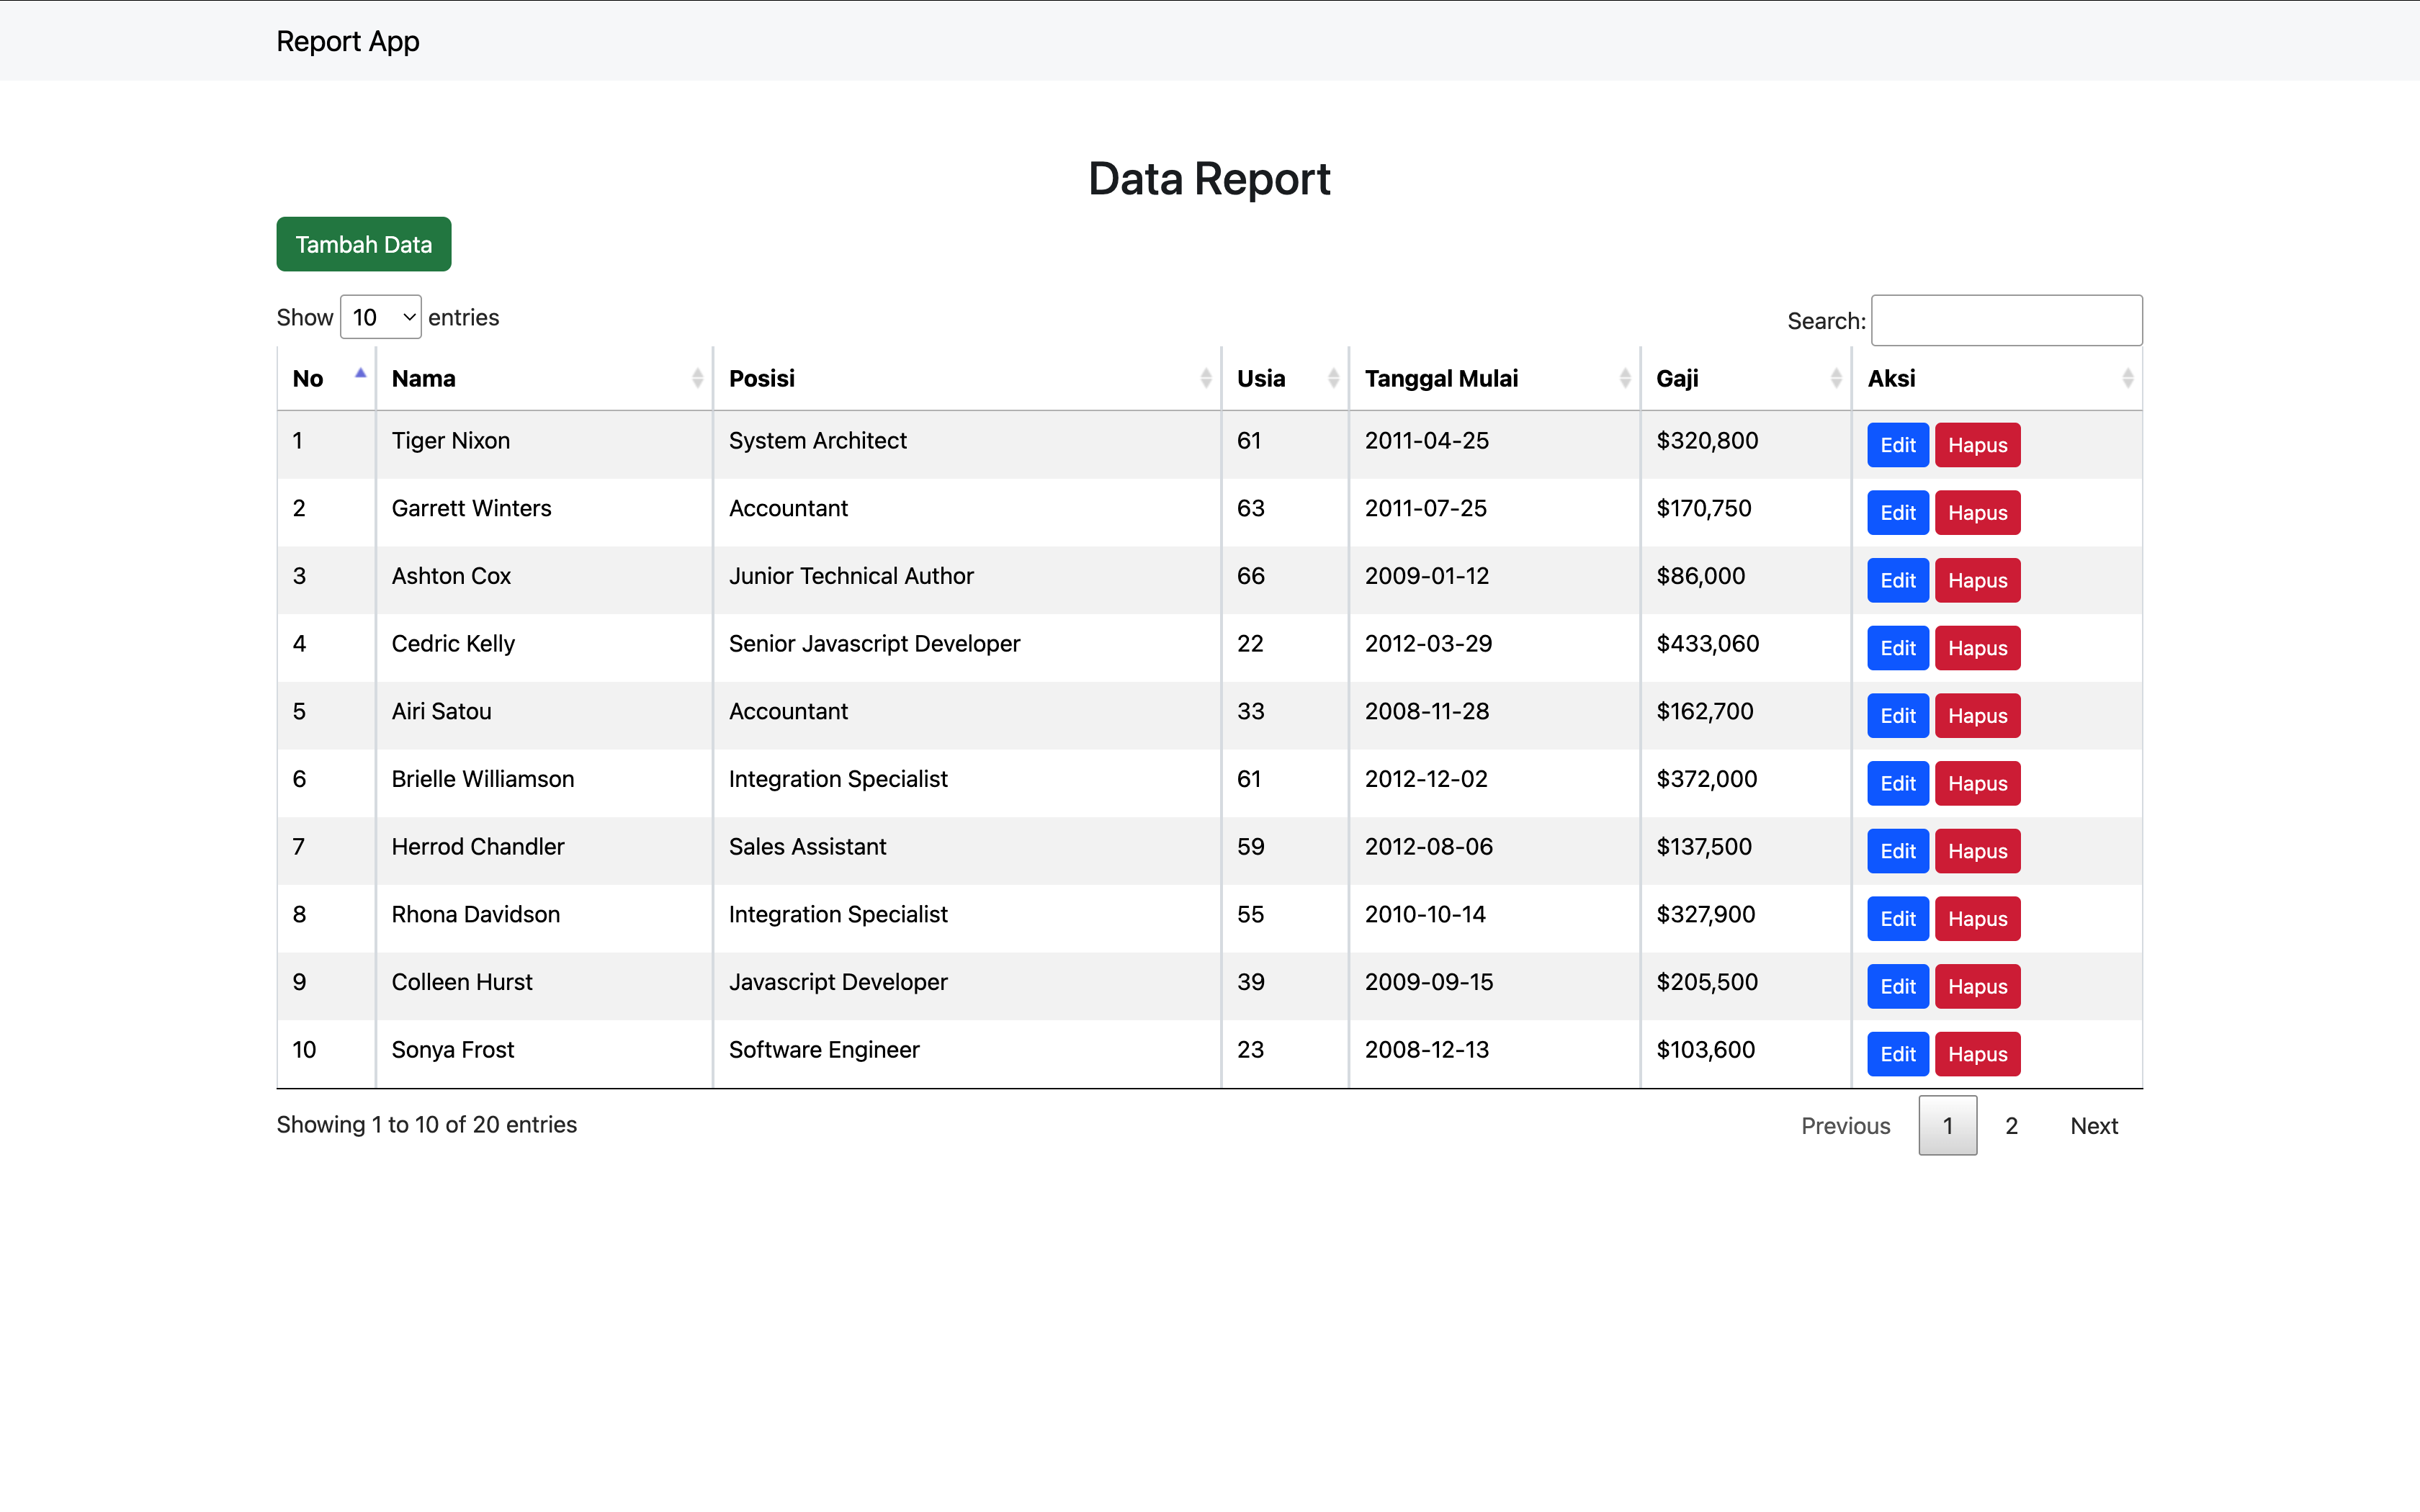 Report App
Data Report
Tambah Data
Show 10 entries
Search:
No Nama Posisi Usia Tanggal Mulai Gaji Aksi
1 Tiger Nixon System Architect 61 2011-04-25 $320,800 Edit Hapus
2 Garrett Winters Accountant 63 2011-07-25 $170,750 Edit Hapus
3 Ashton Cox Junior Technical Author 66 2009-01-12 $86,000 Edit Hapus
4 Cedric Kelly Senior Javascript Developer 22 2012-03-29 $433,060 Edit Hapus
5 Airi Satou Accountant 33 2008-11-28 $162,700 Edit Hapus
6 Brielle Williamson Integration Specialist 61 2012-12-02 $372,000 Edit Hapus
7 Herrod Chandler Sales Assistant 59 2012-08-06 $137,500 Edit Hapus
8 Rhona Davidson Integration Specialist 55 2010-10-14 $327,900 Edit Hapus
9 Colleen Hurst Javascript Developer 39 2009-09-15 $205,500 Edit Hapus
10 Sonya Frost Software Engineer 23 2008-12-13 $103,600 Edit Hapus
Showing 1 to 10 of 20 entries
Previous 1 2 Next